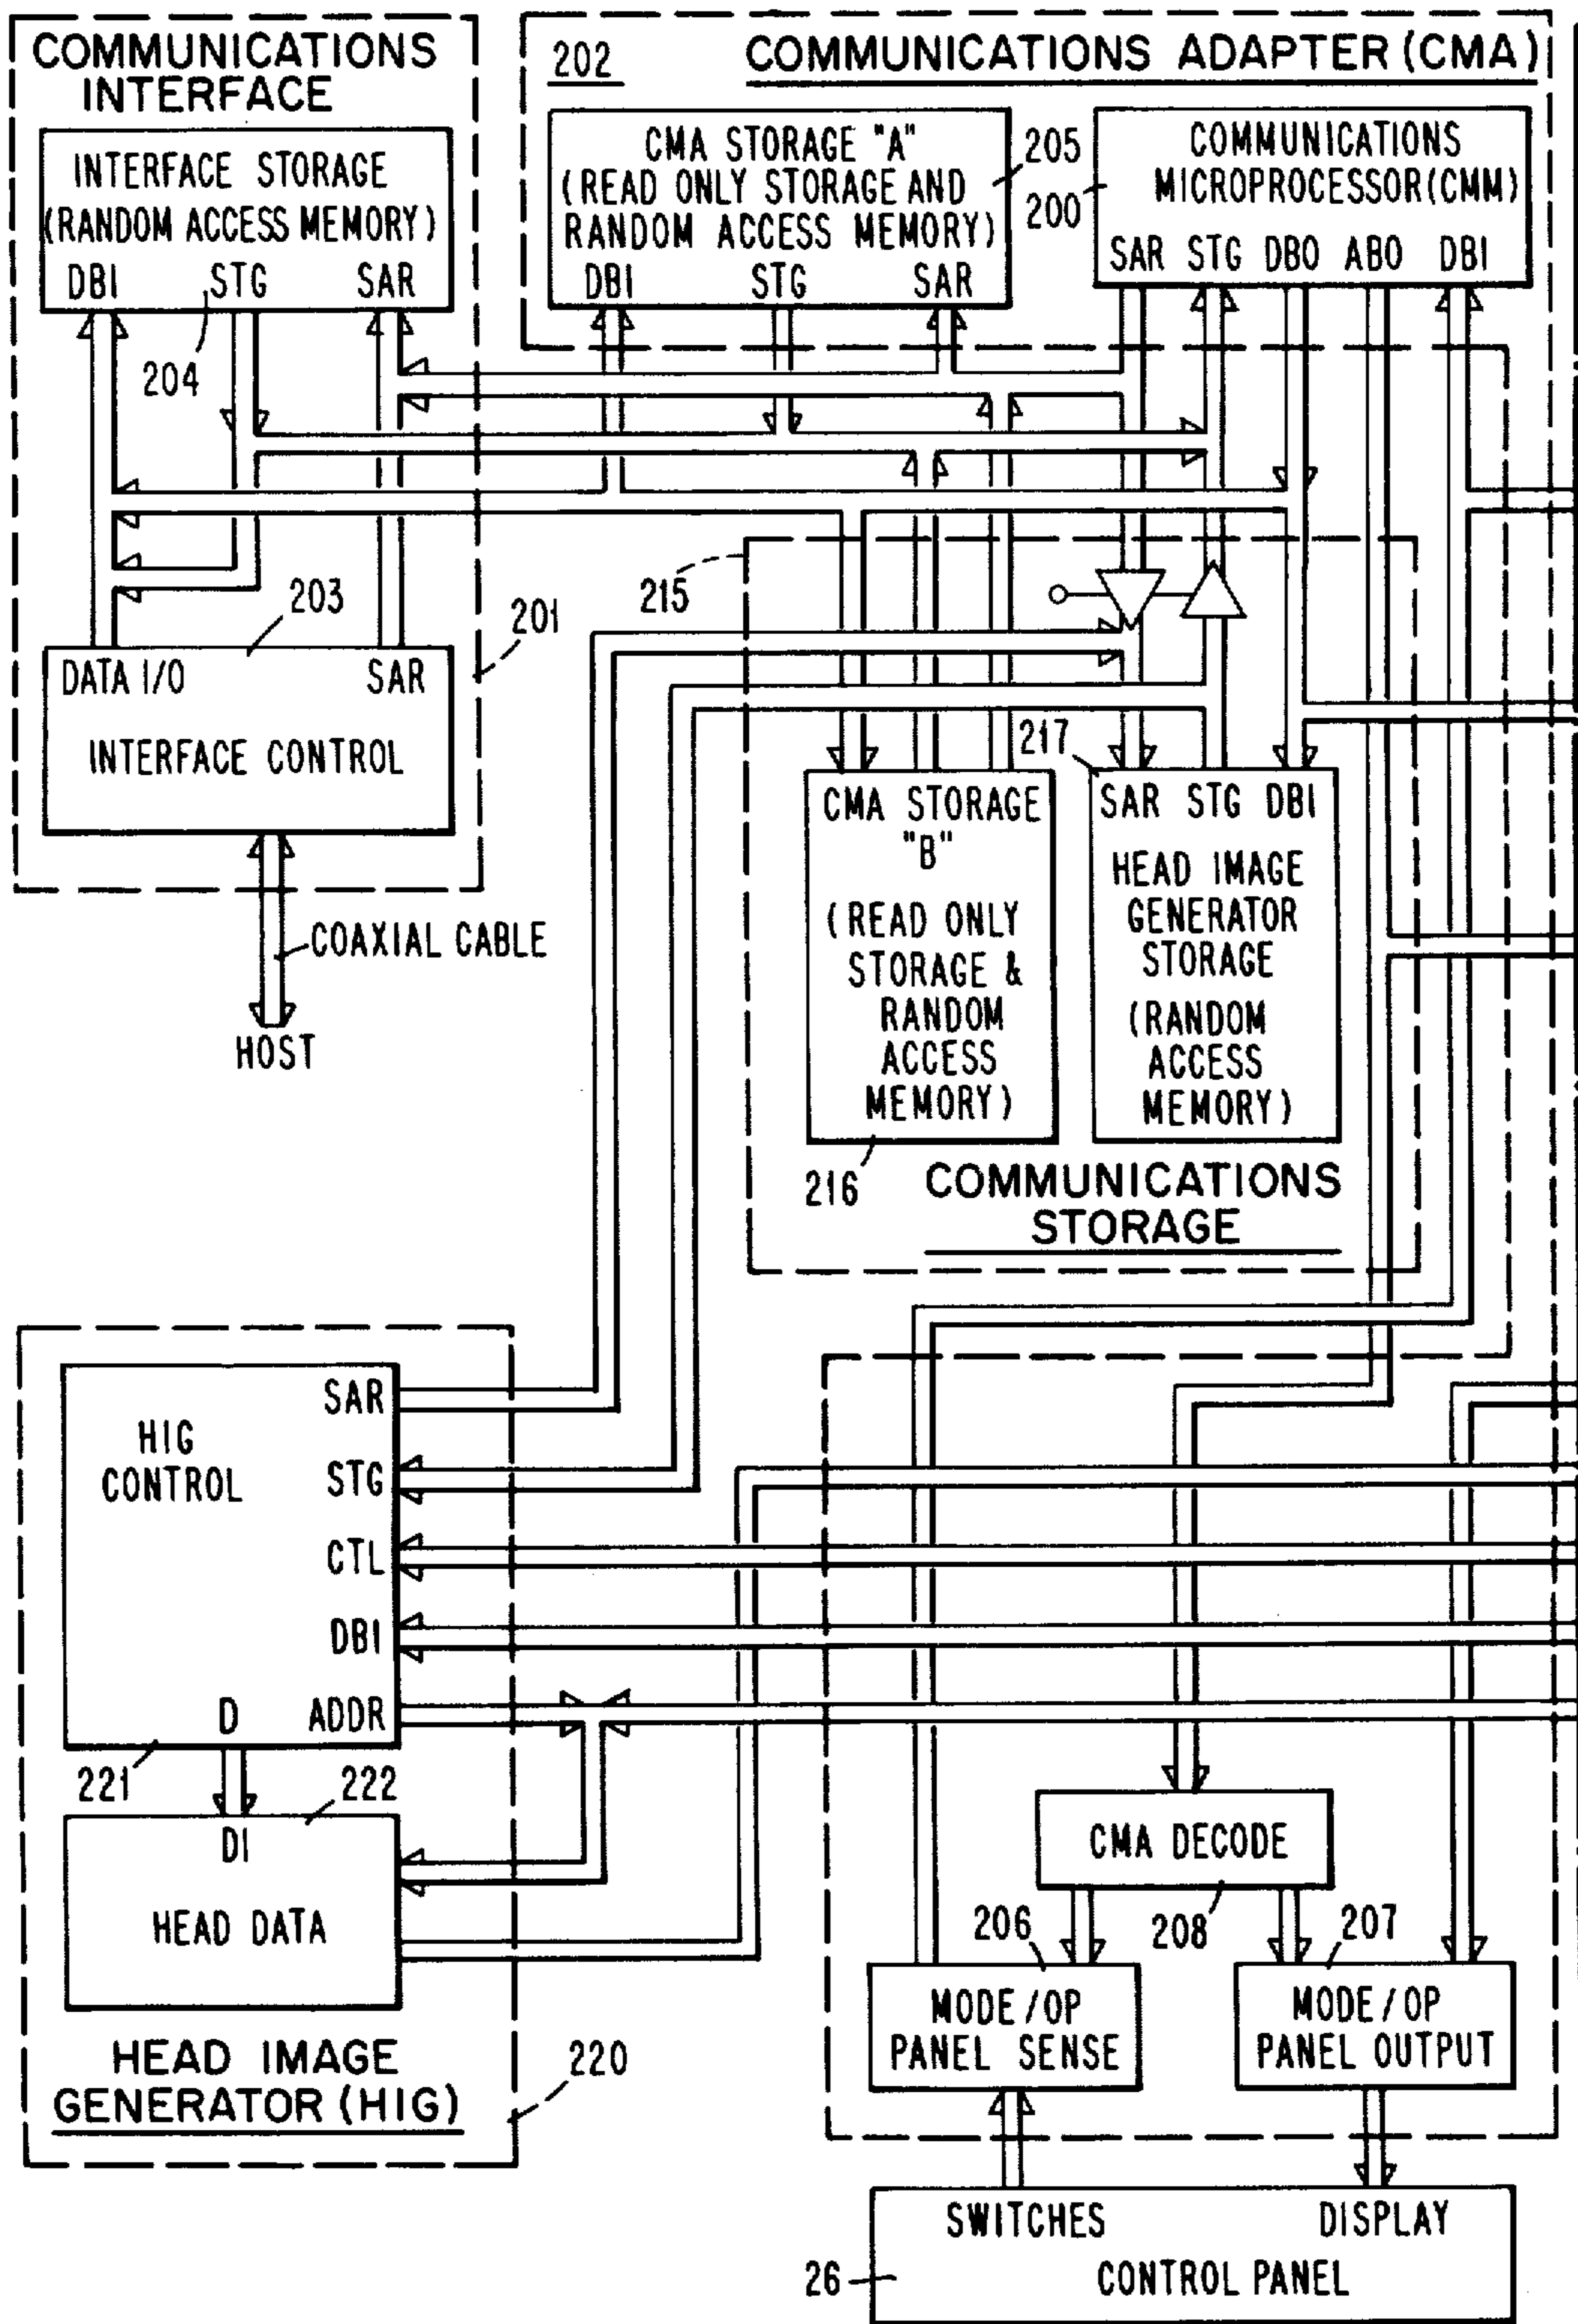 COMMUNICATIONS
INTERFACE
INTERFACE STORAGE
(RANDOM ACCESS MEMORY)
DBI STG SAR
204
203
201
DATA I/O SAR
INTERFACE CONTROL
COAXIAL CABLE
HOST
202 COMMUNICATIONS ADAPTER (CMA)
CMA STORAGE "A"
(READ ONLY STORAGE AND
RANDOM ACCESS MEMORY)
DBI STG SAR
205
200
COMMUNICATIONS
MICROPROCESSOR (CMM)
SAR STG DBO ABO DBI
215
217
CMA STORAGE
"B"
(READ ONLY
STORAGE &
RANDOM
ACCESS
MEMORY)
216
SAR STG DBI
HEAD IMAGE
GENERATOR
STORAGE
(RANDOM
ACCESS
MEMORY)
COMMUNICATIONS
STORAGE
HIG
CONTROL
SAR
STG
CTL
DBI
D ADDR
221
222
DI
HEAD DATA
HEAD IMAGE
GENERATOR (HIG)
220
CMA DECODE
206
208
207
MODE/OP
PANEL SENSE
MODE/OP
PANEL OUTPUT
SWITCHES DISPLAY
26
CONTROL PANEL